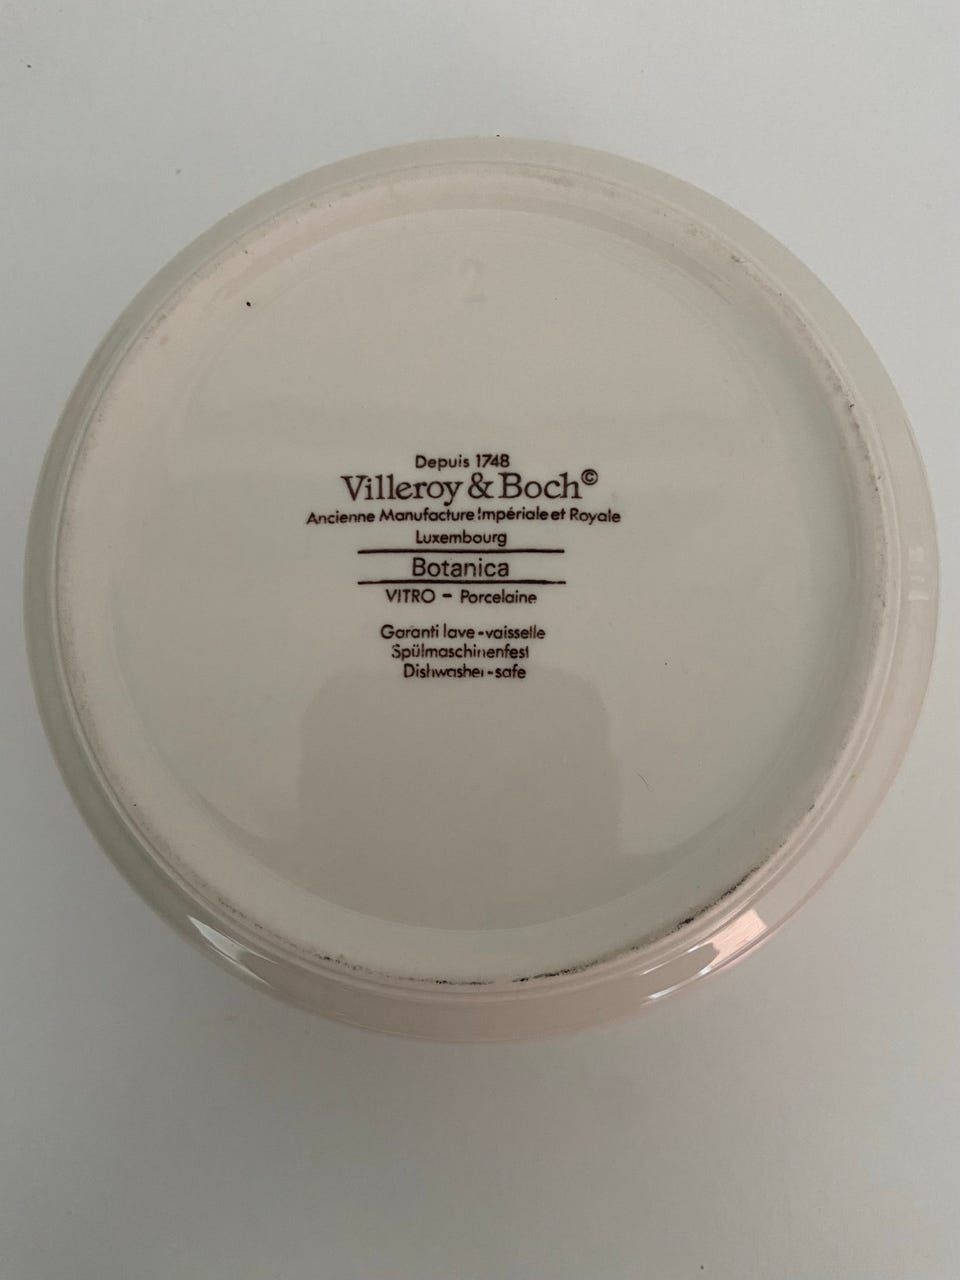 2
Depuis 1748
Villeroy & Boch©
Ancienne Manufacture Impériale et Royale
Luxembourg
Botanica
VITRO - Porcelaine
Garanti lave-vaisselle
Spülmaschinenfest
Dishwasher-safe